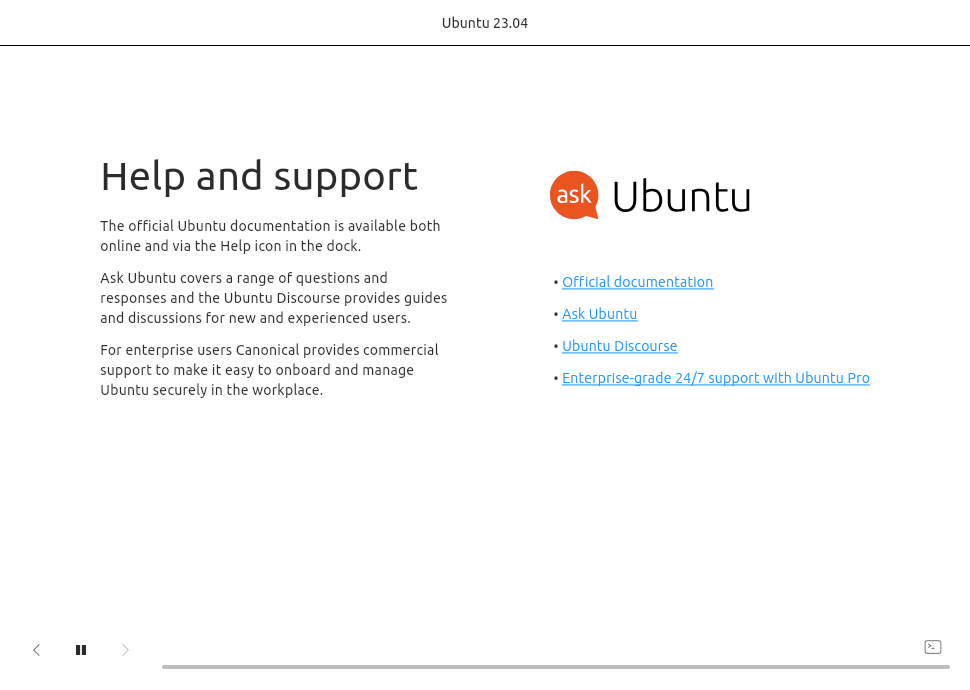 Ubuntu 23.04
Help and support
The official Ubuntu documentation is available both
online and via the Help icon in the dock.
Ask Ubuntu covers a range of questions and
responses and the Ubuntu Discourse provides guides
and discussions for new and experienced users.
For enterprise users Canonical provides commercial
support to make it easy to onboard and manage
Ubuntu securely in the workplace.
ask Ubuntu
• Official documentation
• Ask Ubuntu
• Ubuntu Discourse
• Enterprise-grade 24/7 support with Ubuntu Pro